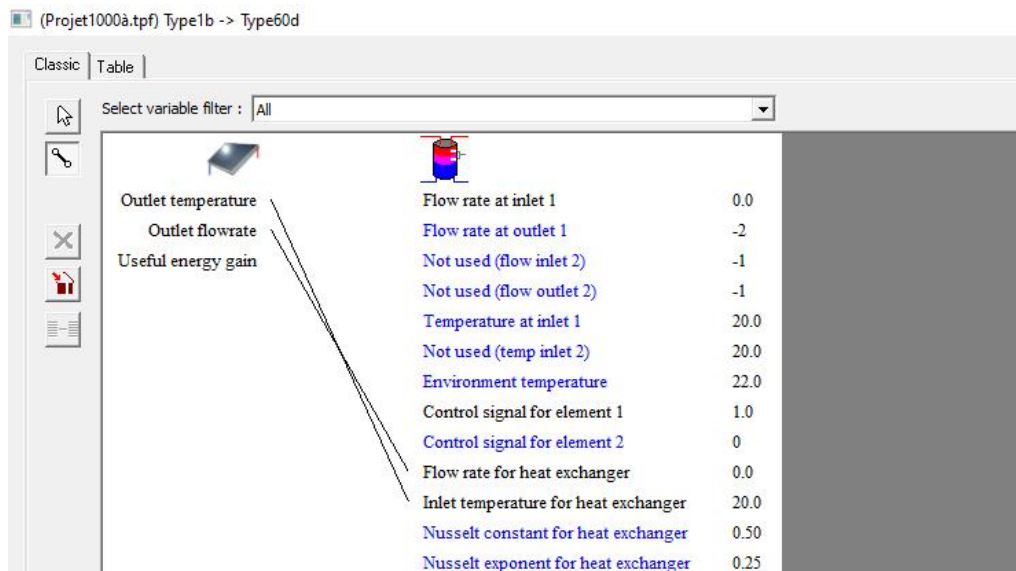 (Projet1000à.tpf) Type1b -> Type60d
Classic Table
Select variable filter : All
Outlet temperature Flow rate at inlet 1 0.0
Outlet flowrate Flow rate at outlet 1 -2
Useful energy gain Not used (flow inlet 2) -1
Not used (flow outlet 2) -1
Temperature at inlet 1 20.0
Not used (temp inlet 2) 20.0
Environment temperature 22.0
Control signal for element 1 1.0
Control signal for element 2 0
Flow rate for heat exchanger 0.0
Inlet temperature for heat exchanger 20.0
Nusselt constant for heat exchanger 0.50
Nusselt exponent for heat exchanger 0.25